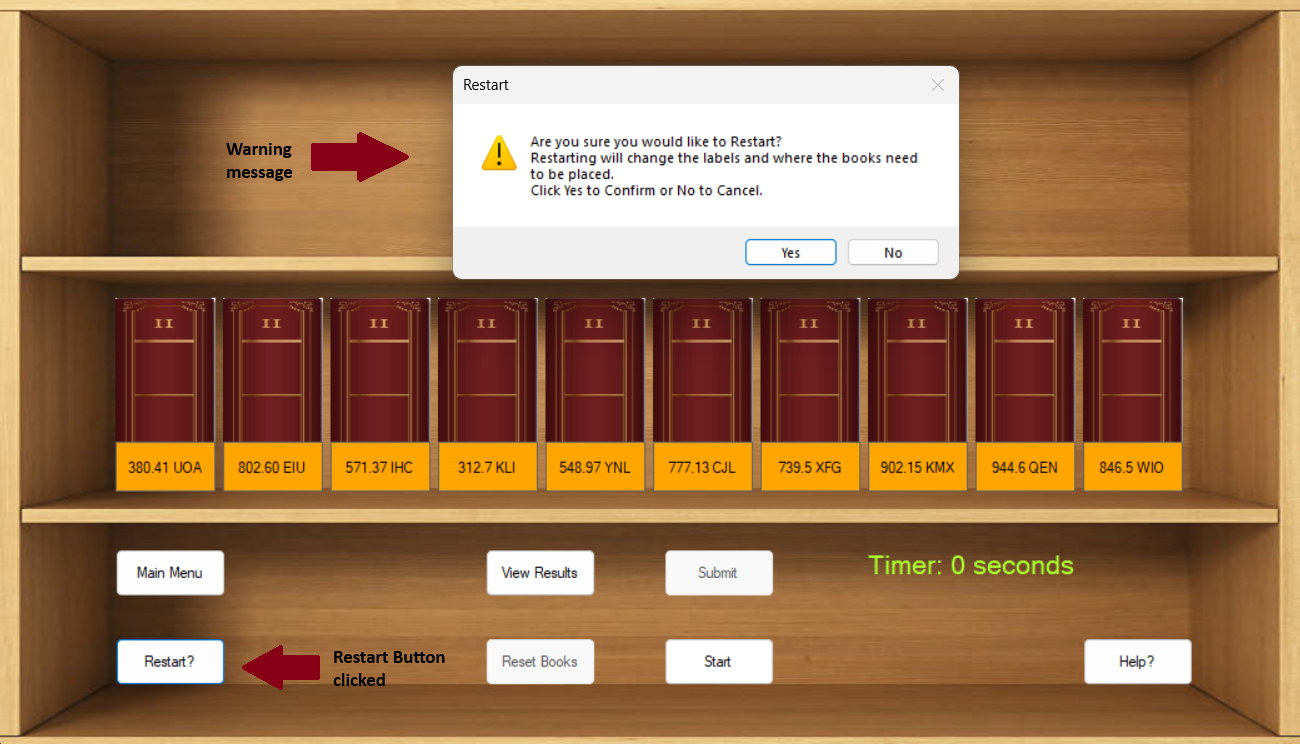 Restart
Warning
message
Are you sure you would like to Restart?
Restarting will change the labels and where the books need
to be placed.
Click Yes to Confirm or No to Cancel.
Yes
No
II
II
II
II
II
II
II
II
II
II
380.41 UOA
802.60 EIU
571.37 IHC
312.7 KLI
548.97 YNL
777.13 CJL
739.5 XFG
902.15 KMX
944.6 QEN
846.5 WIO
Main Menu
View Results
Submit
Timer: 0 seconds
Restart?
Restart Button
clicked
Reset Books
Start
Help?